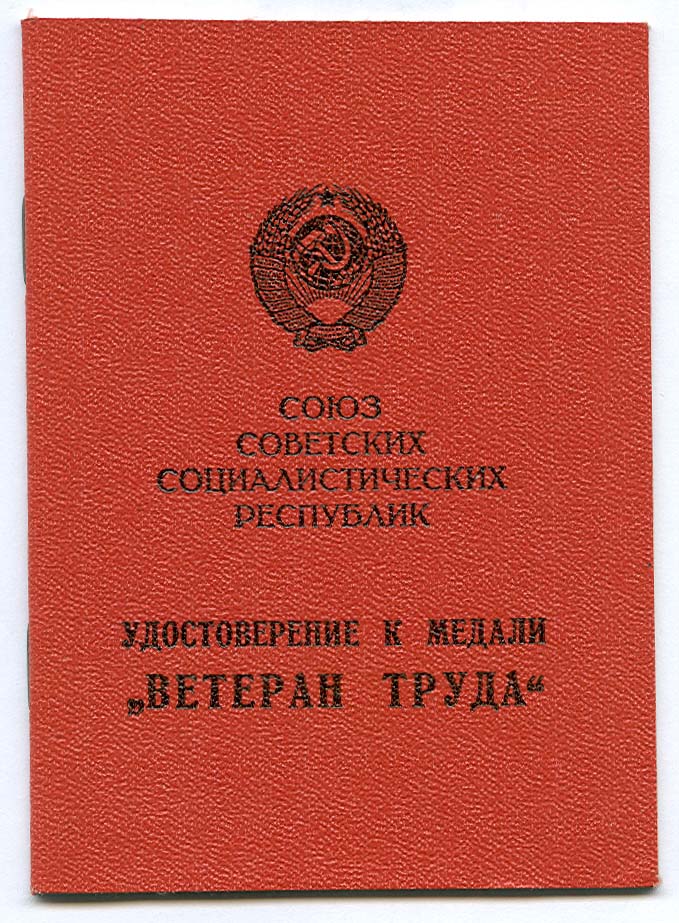 СОЮЗ
СОВЕТСКИХ
СОЦИАЛИСТИЧЕСКИХ
РЕСПУБЛИК
УДОСТОВЕРЕНИЕ К МЕДАЛИ
„ВЕТЕРАН ТРУДА“